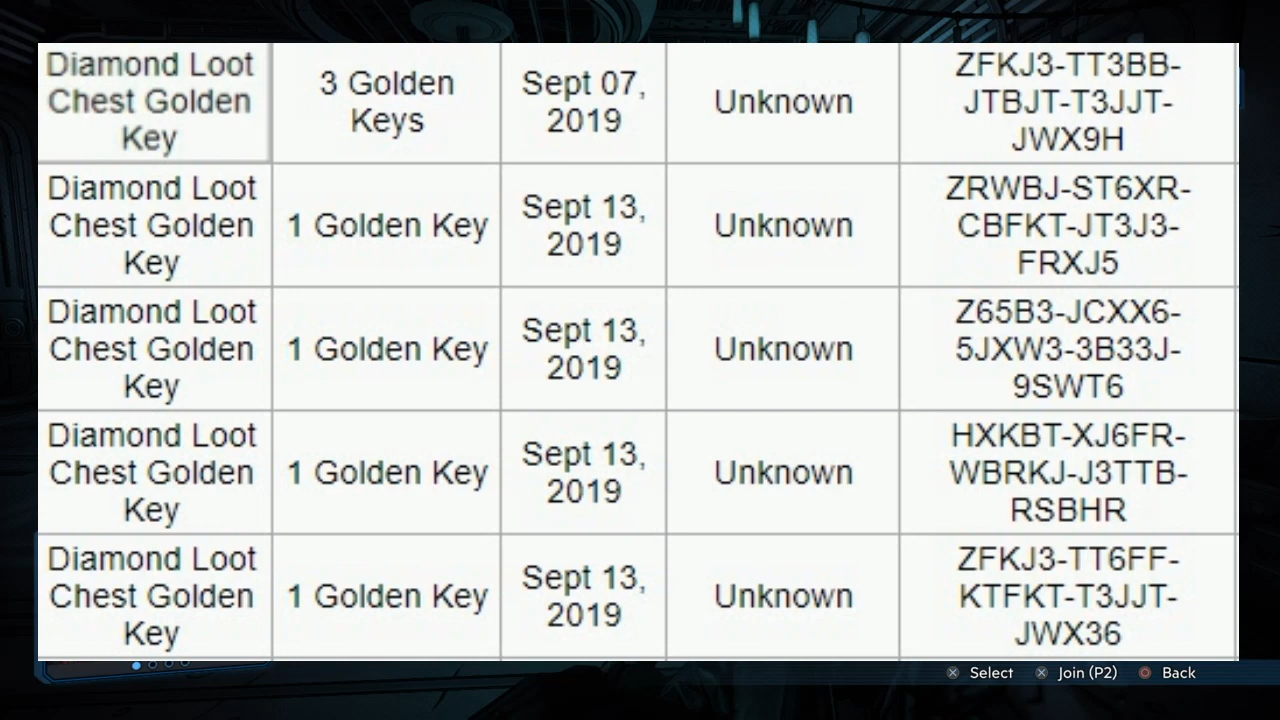 Diamond Loot
Chest Golden
Key
3 Golden
Keys
Sept 07,
2019
Unknown
ZFKJ3-TT3BB-
JTBJT-T3JJT-
JWX9H
Diamond Loot
Chest Golden
Key
1 Golden Key
Sept 13,
2019
Unknown
ZRWBJ-ST6XR-
CBFKT-JT3J3-
FRXJ5
Diamond Loot
Chest Golden
Key
1 Golden Key
Sept 13,
2019
Unknown
Z65B3-JCXX6-
5JXW3-3B33J-
9SWT6
Diamond Loot
Chest Golden
Key
1 Golden Key
Sept 13,
2019
Unknown
HXKBT-XJ6FR-
WBRKJ-J3TTB-
RSBHR
Diamond Loot
Chest Golden
Key
1 Golden Key
Sept 13,
2019
Unknown
ZFKJ3-TT6FF-
KTFKT-T3JJT-
JWX36
Select Join (P2) Back